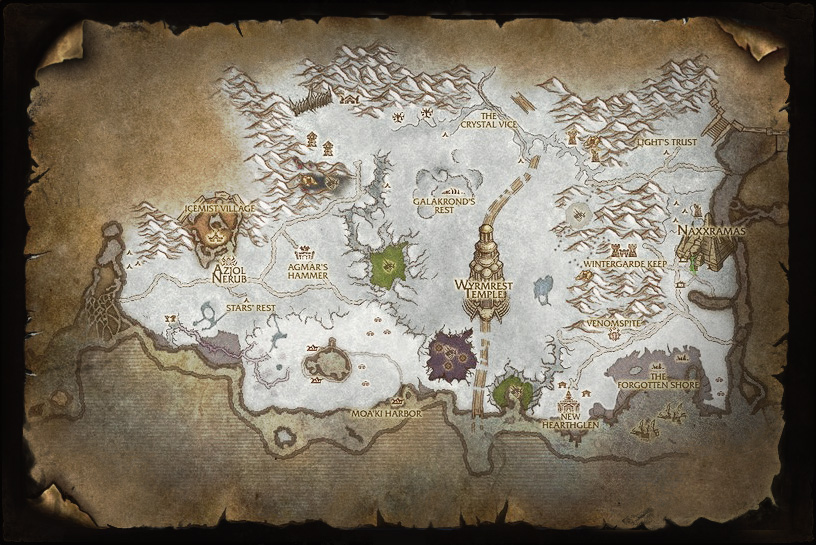 THE
CRYSTAL VICE
LIGHT'S TRUST
GALAKROND'S
REST
ICEMIST VILLAGE
NAXXRAMAS
AZJOL
NERUB
AGMAR'S
HAMMER
WINTERGARDE KEEP
WYRMREST
TEMPLE
STARS' REST
VENOMSPITE
THE
FORGOTTEN SHORE
MOA'KI HARBOR
NEW
HEARTHGLEN